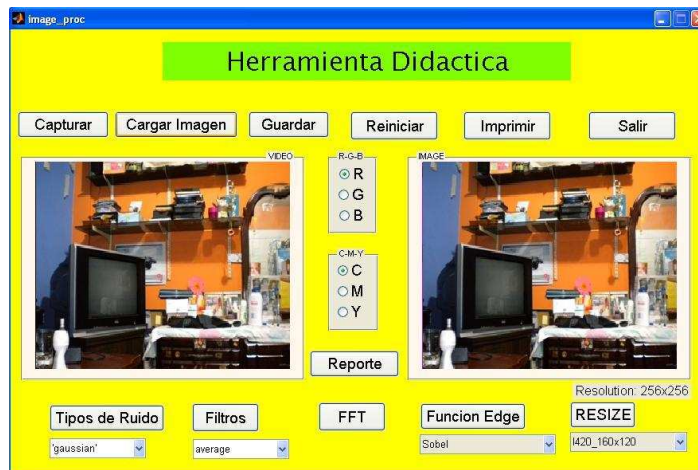 image_proc
Herramienta Didactica
Capturar
Cargar Imagen
Guardar
Reiniciar
Imprimir
Salir
VIDEO
R-G-B
IMAGE
R
G
B
C-M-Y
C
M
Y
Reporte
Resolution: 256x256
Tipos de Ruido
Filtros
FFT
Funcion Edge
RESIZE
'gaussian'
average
Sobel
I420_160x120